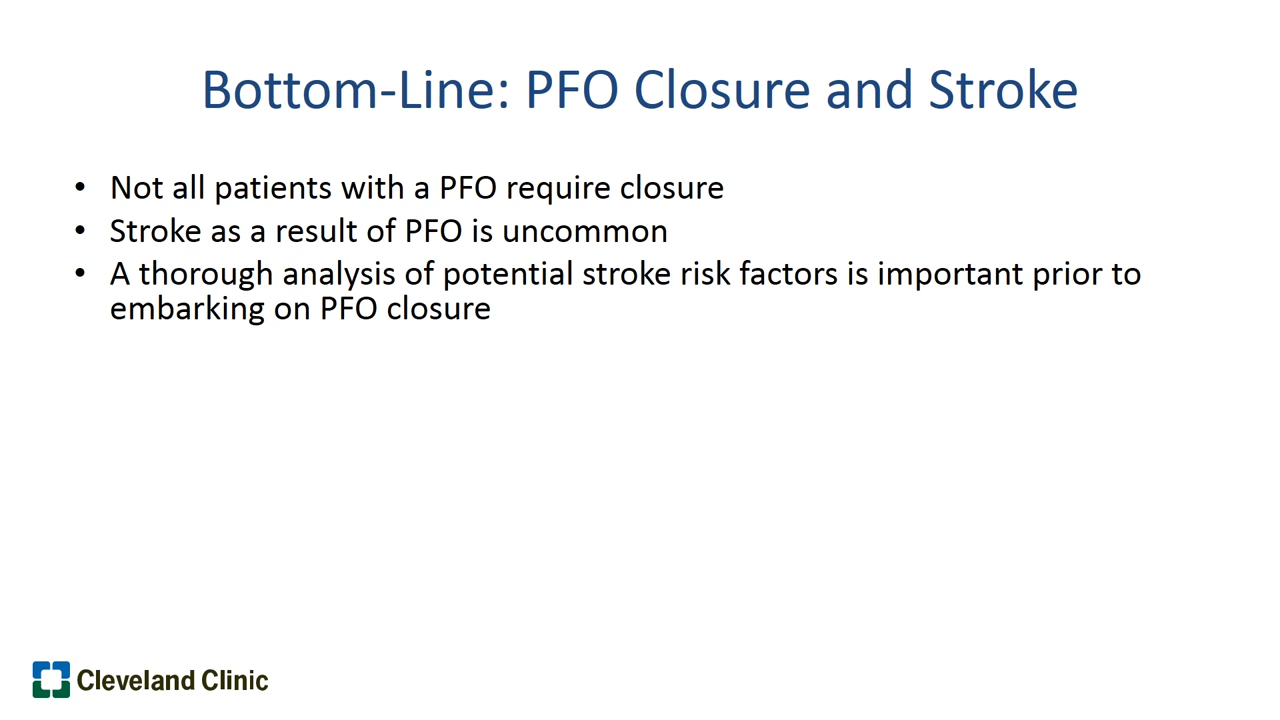 Bottom-Line: PFO Closure and Stroke
• Not all patients with a PFO require closure
• Stroke as a result of PFO is uncommon
• A thorough analysis of potential stroke risk factors is important prior to
embarking on PFO closure
Cleveland Clinic